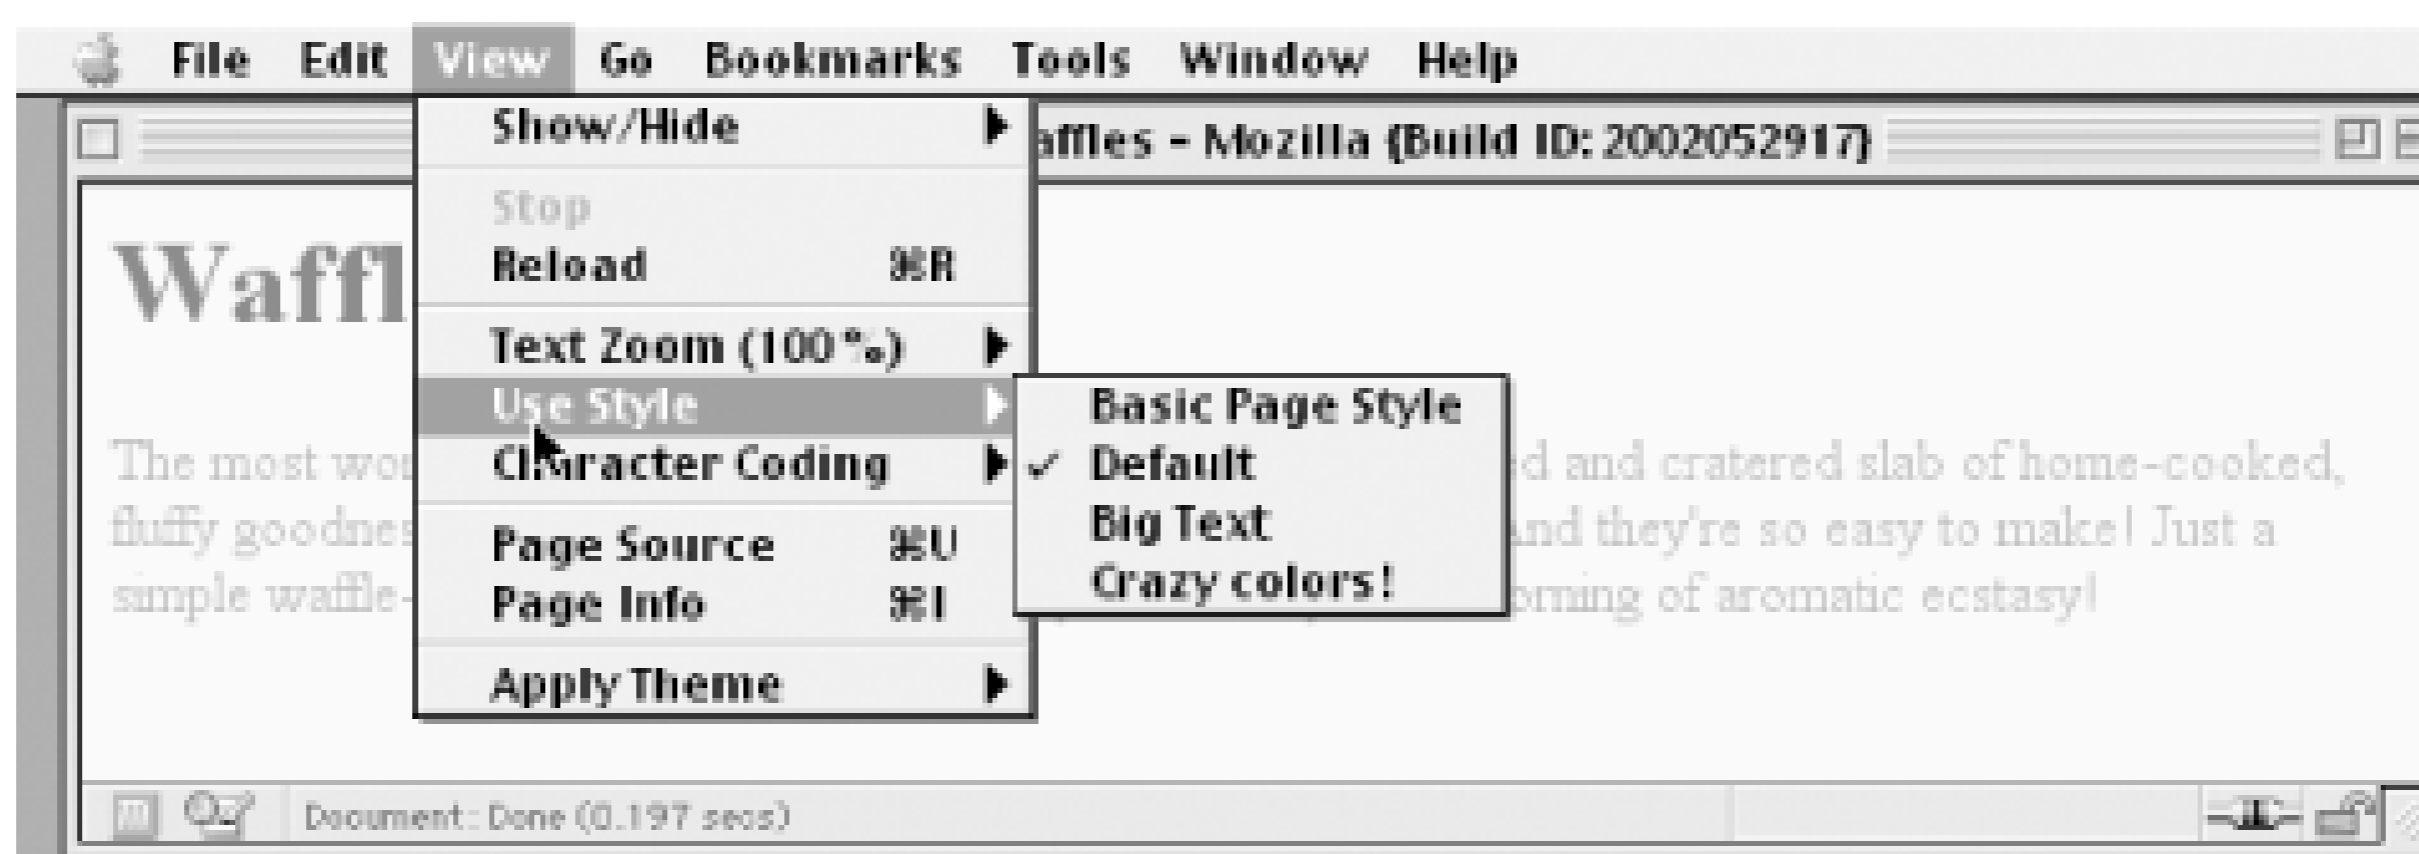 File Edit View Go Bookmarks Tools Window Help
affles - Mozilla {Build ID: 2002052917}
Show/Hide
Stop
Reload ⌘R
Text Zoom (100%)
Use Style
Character Coding
Page Source ⌘U
Page Info ⌘I
Apply Theme
Basic Page Style
✓ Default
Big Text
Crazy colors!
Waffl
The most wo ed and cratered slab of home-cooked,
fluffy goodnes And they're so easy to make! Just a
simple waffle- orning of aromatic ecstasy!
Document: Done (0.197 secs)